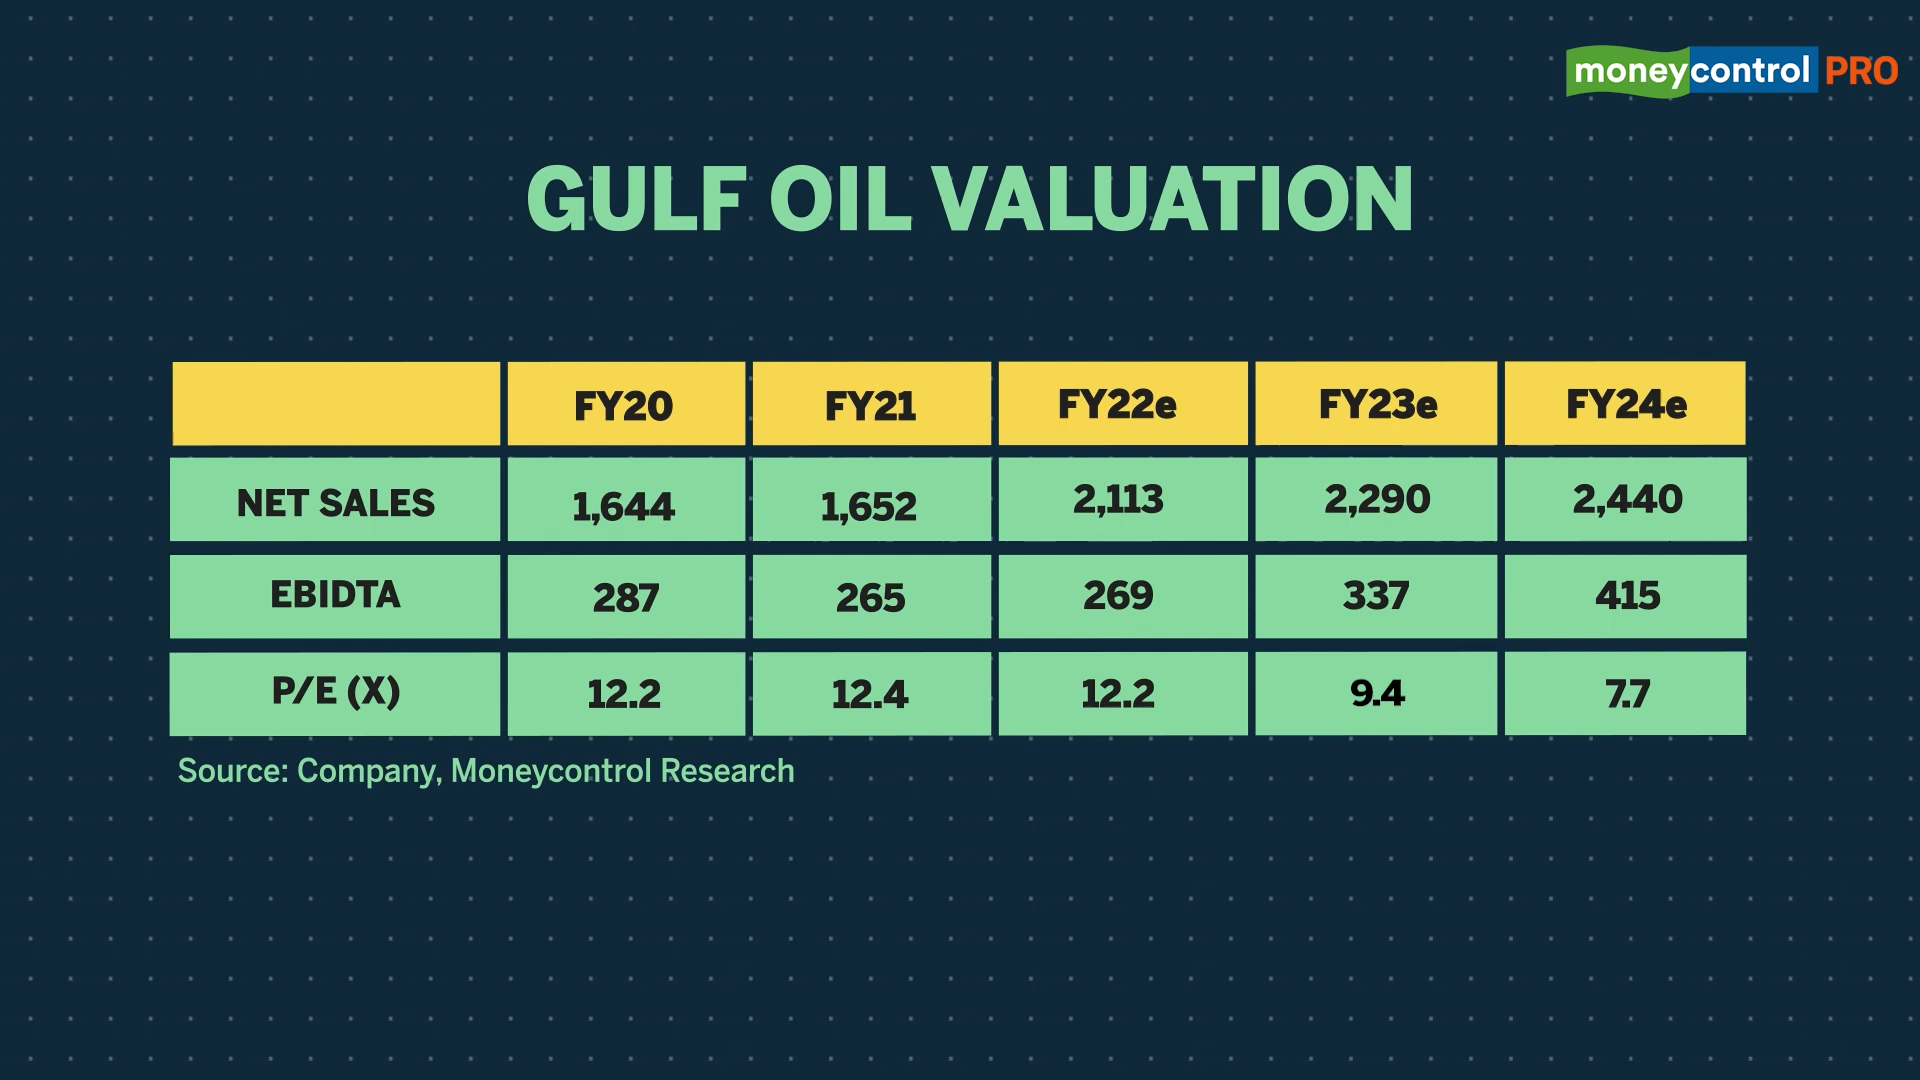 moneycontrol PRO
GULF OIL VALUATION
FY20 FY21 FY22e FY23e FY24e
NET SALES 1,644 1,652 2,113 2,290 2,440
EBIDTA 287 265 269 337 415
P/E (X) 12.2 12.4 12.2 9.4 7.7
Source: Company, Moneycontrol Research